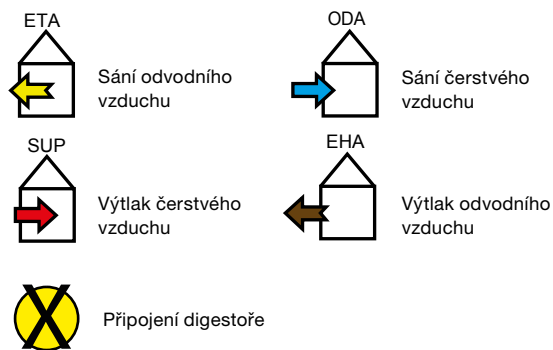 ETA
Sání odvodního
vzduchu
ODA
Sání čerstvého
vzduchu
SUP
Výtlak čerstvého
vzduchu
EHA
Výtlak odvodního
vzduchu
Připojení digestoře